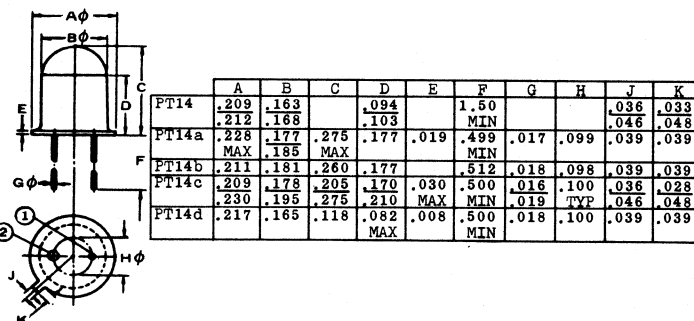 Aϕ
Bϕ
C
D
E
F
Gϕ
① 
②
Hϕ
J
K
A B C D E F G H J K
PT14 .209 .163 .094 1.50 .036 .033
.212 .168 .103 MIN .046 .048
PT14a .228 .177 .275 .177 .019 .499 .017 .099 .039 .039
MAX .185 MAX MIN
PT14b .211 .181 .260 .177 .512 .018 .098 .039 .039
PT14c .209 .178 .205 .170 .030 .500 .016 .100 .036 .028
.230 .195 .275 .210 MAX MIN .019 TYP .046 .048
PT14d .217 .165 .118 .082 .008 .500 .018 .100 .039 .039
MAX MIN